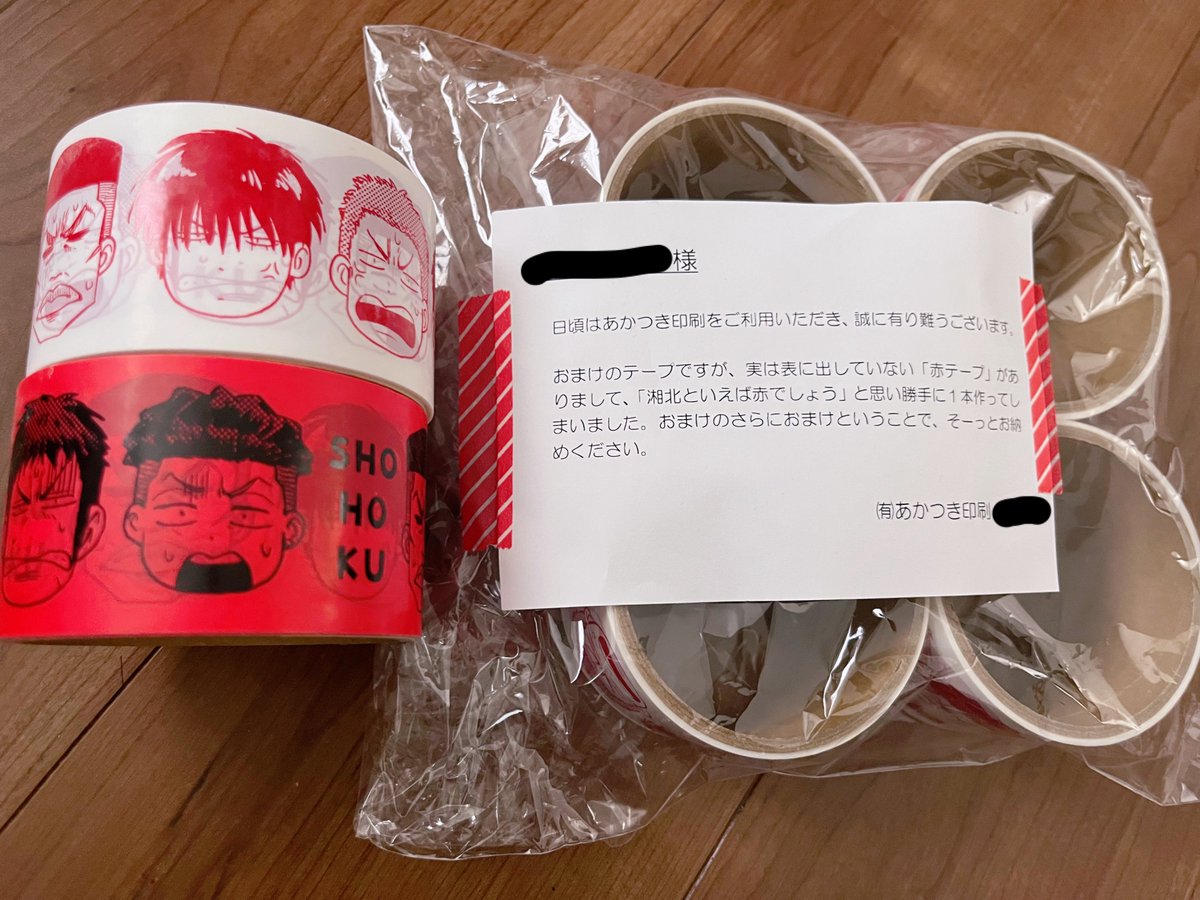 SHO
HO
KU
様
日頃はあかつき印刷をご利用いただき、誠に有り難うございます。
おまけのテープですが、実は表に出していない「赤テープ」があ
りまして、「湘北といえば赤でしょう」と思い勝手に1本作ってし
まいました。おまけのさらにおまけということで、そーっとお納
めください。
㈲あかつき印刷